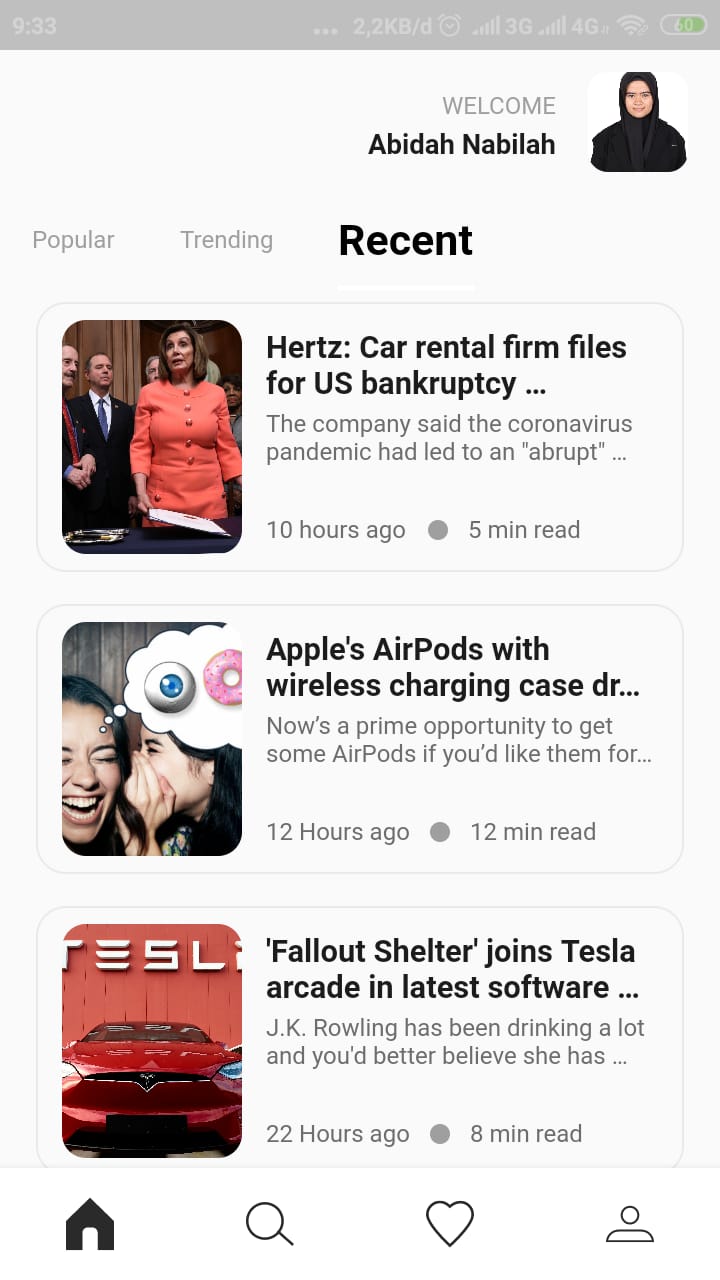 9:33
... 2,2KB/d 3G 4G 60
WELCOME
Abidah Nabilah
Popular Trending Recent
Hertz: Car rental firm files
for US bankruptcy ...
The company said the coronavirus
pandemic had led to an "abrupt" ...
10 hours ago 5 min read
Apple's AirPods with
wireless charging case dr...
Now’s a prime opportunity to get
some AirPods if you’d like them for...
12 Hours ago 12 min read
TESL
'Fallout Shelter' joins Tesla
arcade in latest software ...
J.K. Rowling has been drinking a lot
and you'd better believe she has ...
22 Hours ago 8 min read